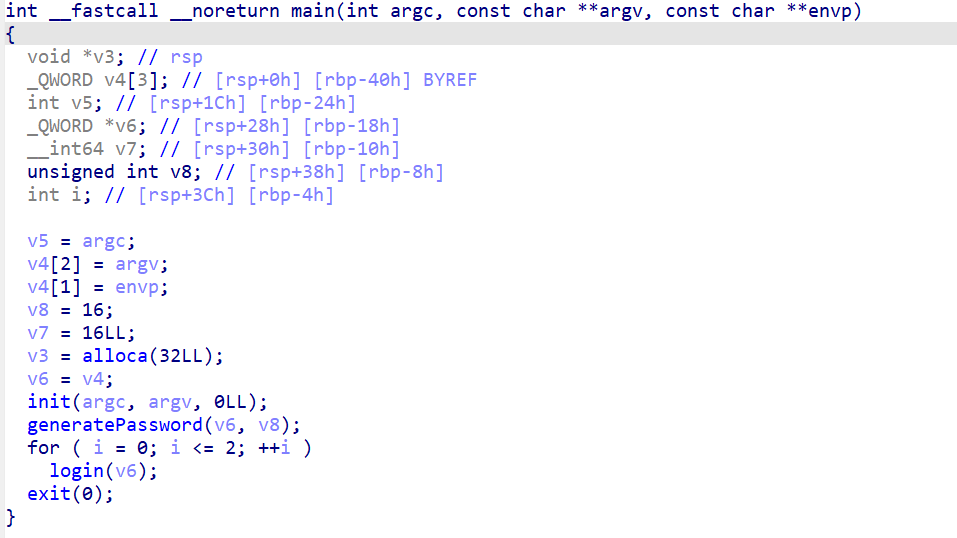 int __fastcall __noreturn main(int argc, const char **argv, const char **envp)
{
  void *v3; // rsp
  _QWORD v4[3]; // [rsp+0h] [rbp-40h] BYREF
  int v5; // [rsp+1Ch] [rbp-24h]
  _QWORD *v6; // [rsp+28h] [rbp-18h]
  __int64 v7; // [rsp+30h] [rbp-10h]
  unsigned int v8; // [rsp+38h] [rbp-8h]
  int i; // [rsp+3Ch] [rbp-4h]

  v5 = argc;
  v4[2] = argv;
  v4[1] = envp;
  v8 = 16;
  v7 = 16LL;
  v3 = alloca(32LL);
  v6 = v4;
  init(argc, argv, 0LL);
  generatePassword(v6, v8);
  for ( i = 0; i <= 2; ++i )
    login(v6);
  exit(0);
}